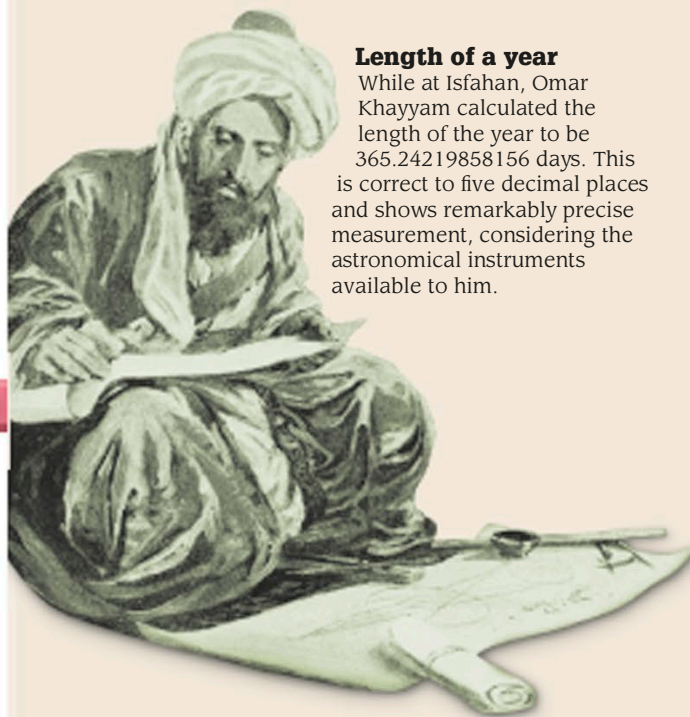 Length of a year
While at Isfahan, Omar
Khayyam calculated the
length of the year to be
365.24219858156 days. This
is correct to five decimal places
and shows remarkably precise
measurement, considering the
astronomical instruments
available to him.